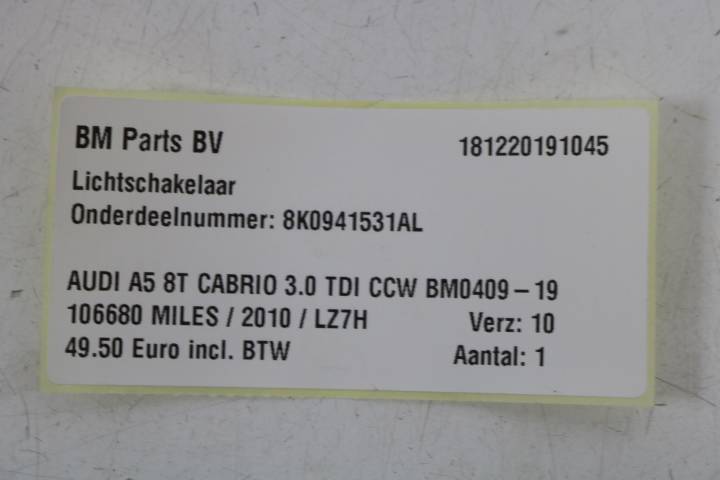 BM Parts BV 181220191045
Lichtschakelaar
Onderdeelnummer: 8K0941531AL
AUDI A5 8T CABRIO 3.0 TDI CCW BM0409-19
106680 MILES / 2010 / LZ7H Verz: 10
49.50 Euro incl. BTW Aantal: 1